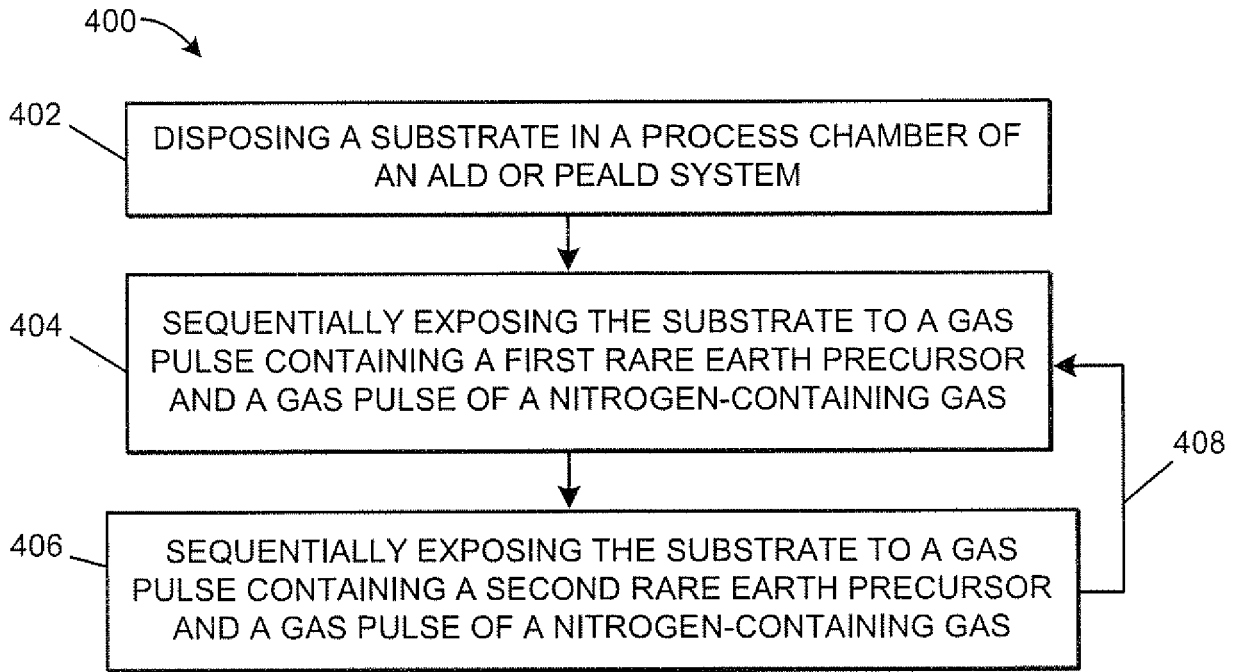 400
402
DISPOSING A SUBSTRATE IN A PROCESS CHAMBER OF
AN ALD OR PEALD SYSTEM
404
SEQUENTIALLY EXPOSING THE SUBSTRATE TO A GAS
PULSE CONTAINING A FIRST RARE EARTH PRECURSOR
AND A GAS PULSE OF A NITROGEN-CONTAINING GAS
408
406
SEQUENTIALLY EXPOSING THE SUBSTRATE TO A GAS
PULSE CONTAINING A SECOND RARE EARTH PRECURSOR
AND A GAS PULSE OF A NITROGEN-CONTAINING GAS